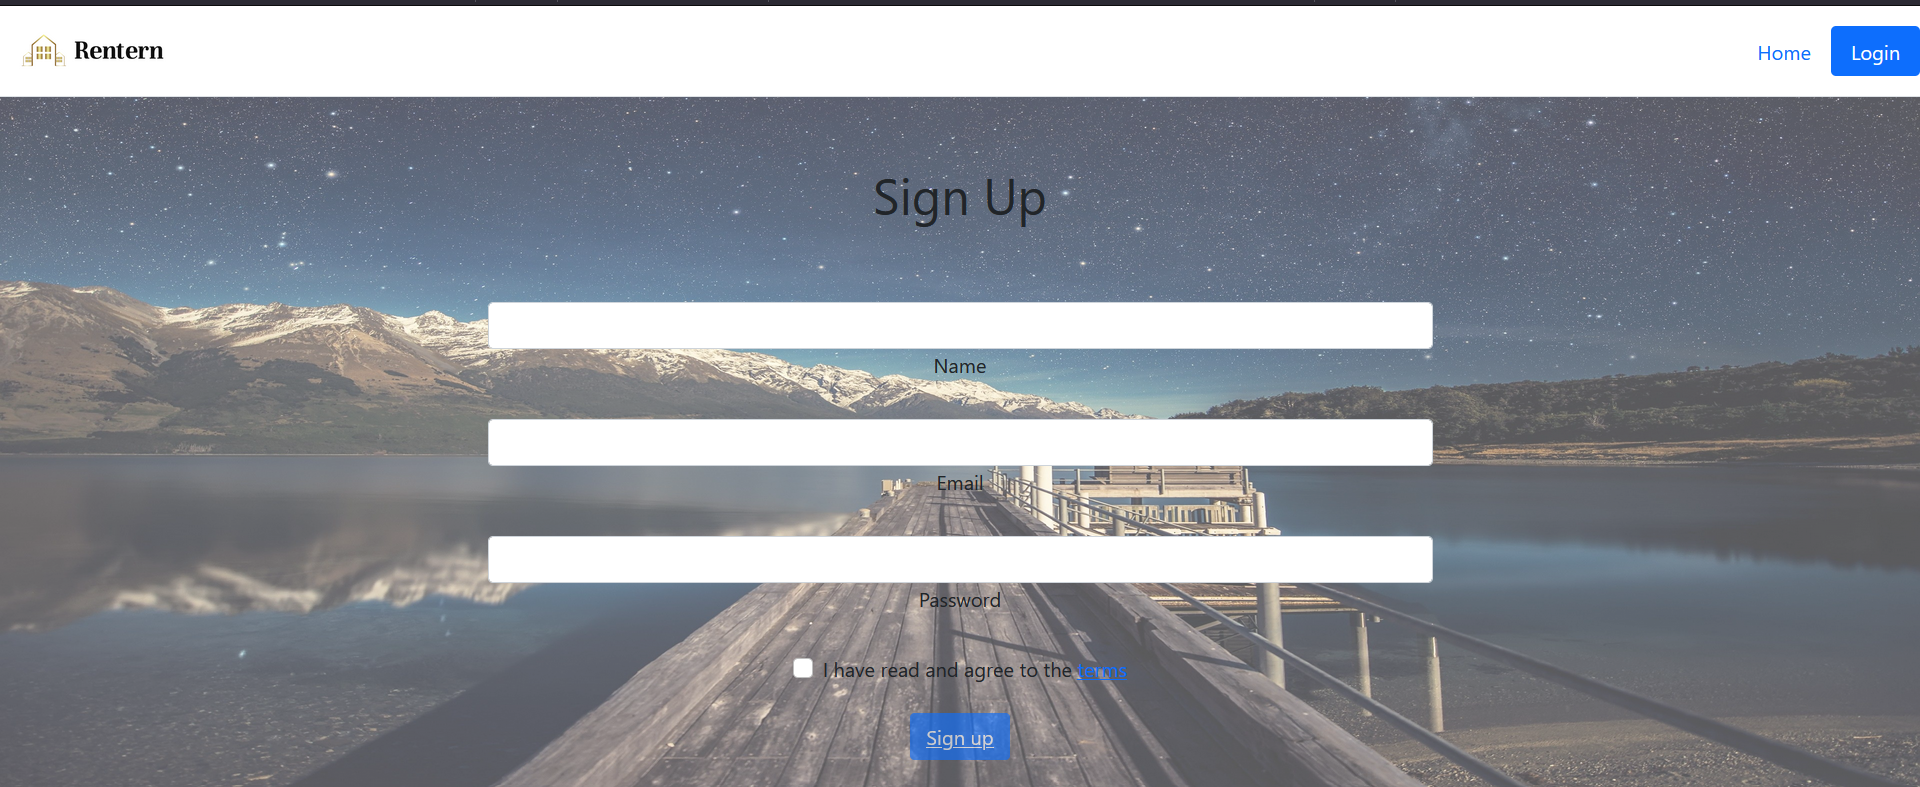 Rentern
Home
Login
Sign Up
Name
Email
Password
I have read and agree to the terms
Sign up